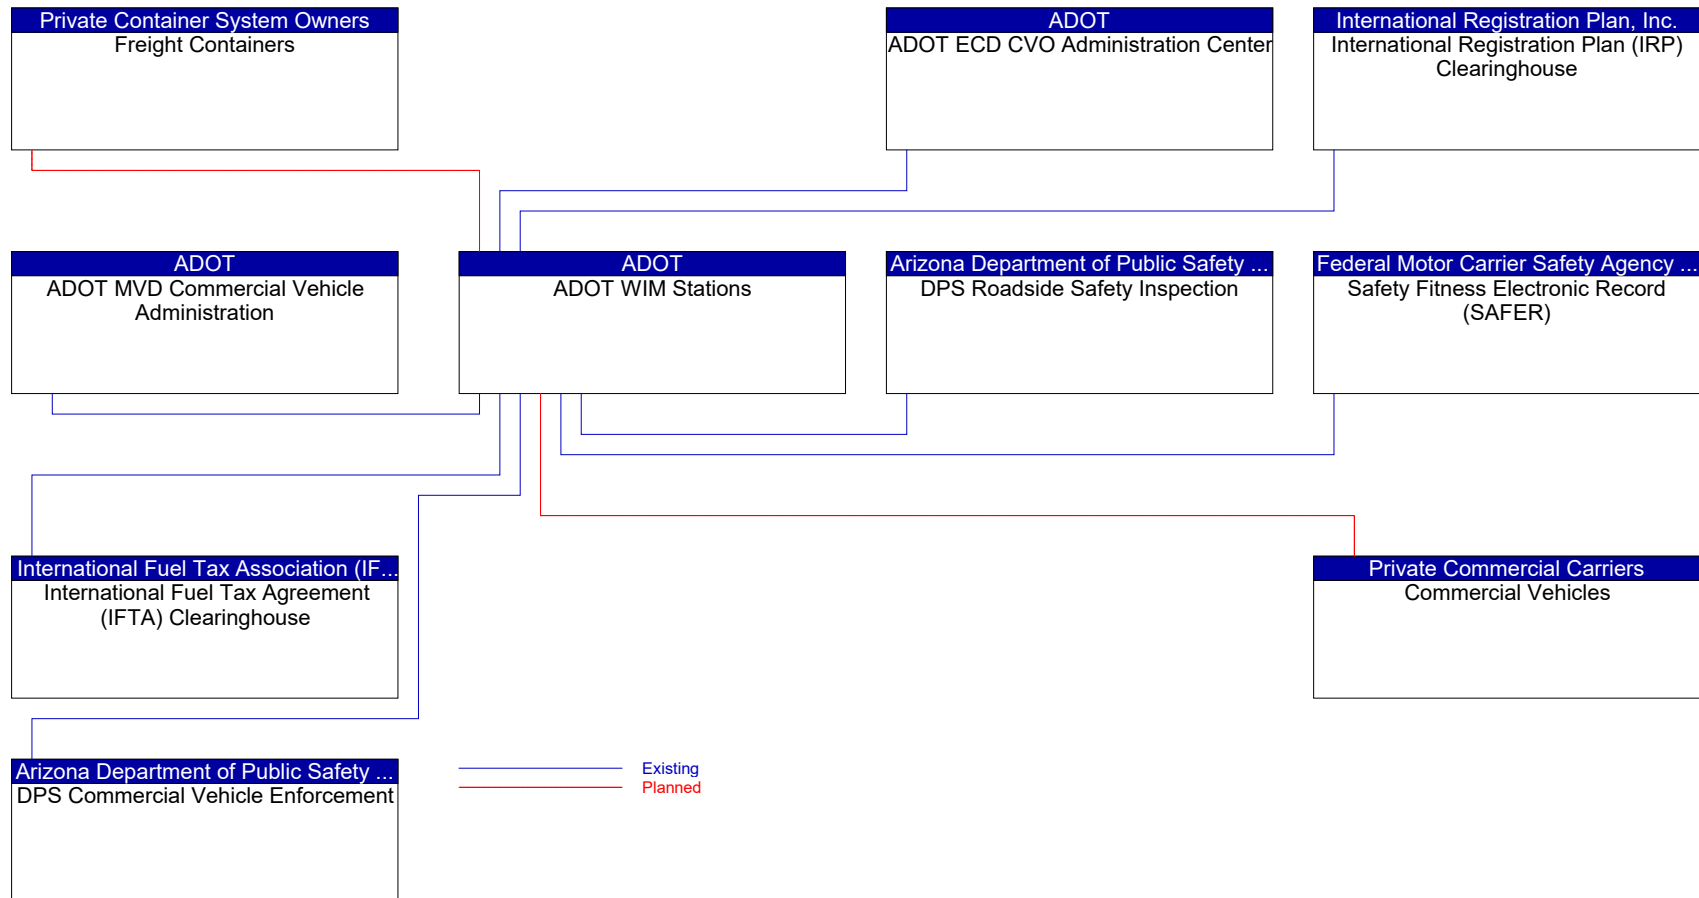 Private Container System Owners
Freight Containers
ADOT
ADOT ECD CVO Administration Center
International Registration Plan, Inc.
International Registration Plan (IRP)
Clearinghouse
ADOT
ADOT MVD Commercial Vehicle
Administration
ADOT
ADOT WIM Stations
Arizona Department of Public Safety ...
DPS Roadside Safety Inspection
Federal Motor Carrier Safety Agency ...
Safety Fitness Electronic Record
(SAFER)
International Fuel Tax Association (IF...
International Fuel Tax Agreement
(IFTA) Clearinghouse
Private Commercial Carriers
Commercial Vehicles
Arizona Department of Public Safety ...
DPS Commercial Vehicle Enforcement
Existing
Planned